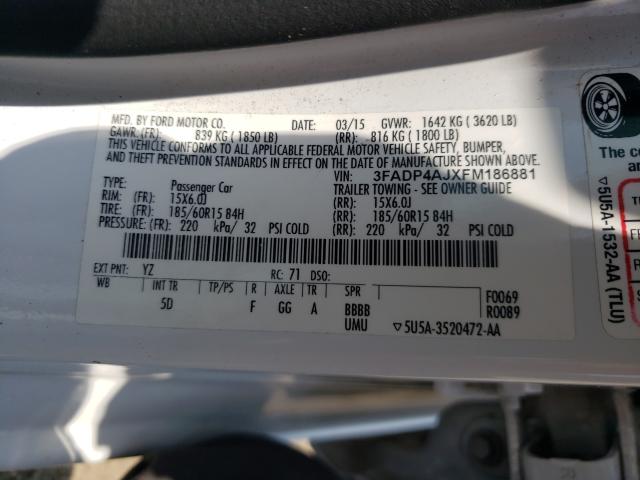 MFD. BY FORD MOTOR CO.
DATE: 03/15 GVWR: 1642 KG ( 3620 LB)
GAWR: (FR): 839 KG ( 1850 LB) (RR): 816 KG ( 1800 LB)
THIS VEHICLE CONFORMS TO ALL APPLICABLE FEDERAL MOTOR VEHICLE SAFETY, BUMPER,
AND THEFT PREVENTION STANDARDS IN EFFECT ON THE DATE OF MANUFACTURE SHOWN ABOVE.
VIN: 3FADP4AJXFM186881
TYPE: Passenger Car TRAILER TOWING - SEE OWNER GUIDE
RIM: (FR): 15X6.0J (RR): 15X6.0J
TIRE: (FR): 185/60R15 84H (RR): 185/60R15 84H
PRESSURE: (FR): 220 kPa/ 32 PSI COLD (RR): 220 kPa/ 32 PSI COLD
EXT PNT: YZ RC: 71 DSO:
WB INT TR TP/PS R AXLE TR SPR F0069
5D F GG A BBBB R0089
UMU ▽5U5A-3520472-AA
▽5U5A-1532-AA (TLU)
The co